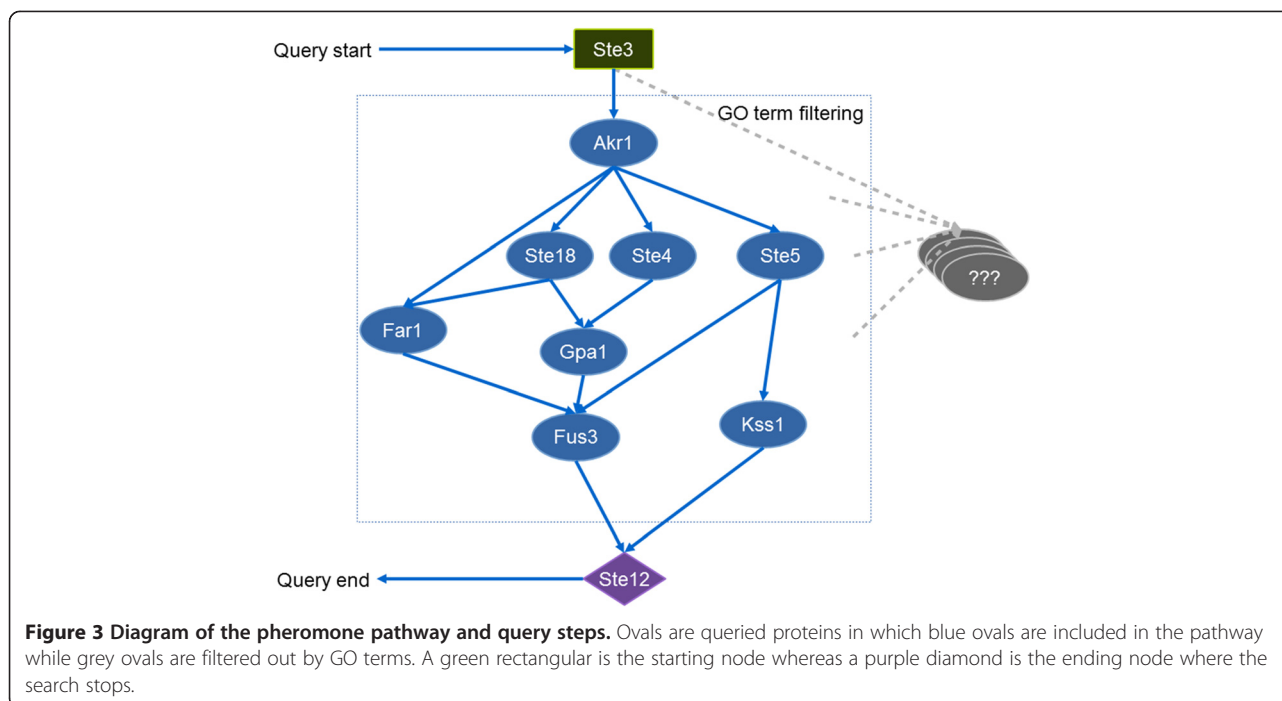 Query start
Ste3
GO term filtering
Akr1
Ste18
Ste4
Ste5
???
Far1
Gpa1
Fus3
Kss1
Query end
Ste12
Figure 3 Diagram of the pheromone pathway and query steps. Ovals are queried proteins in which blue ovals are included in the pathway
while grey ovals are filtered out by GO terms. A green rectangular is the starting node whereas a purple diamond is the ending node where the
search stops.